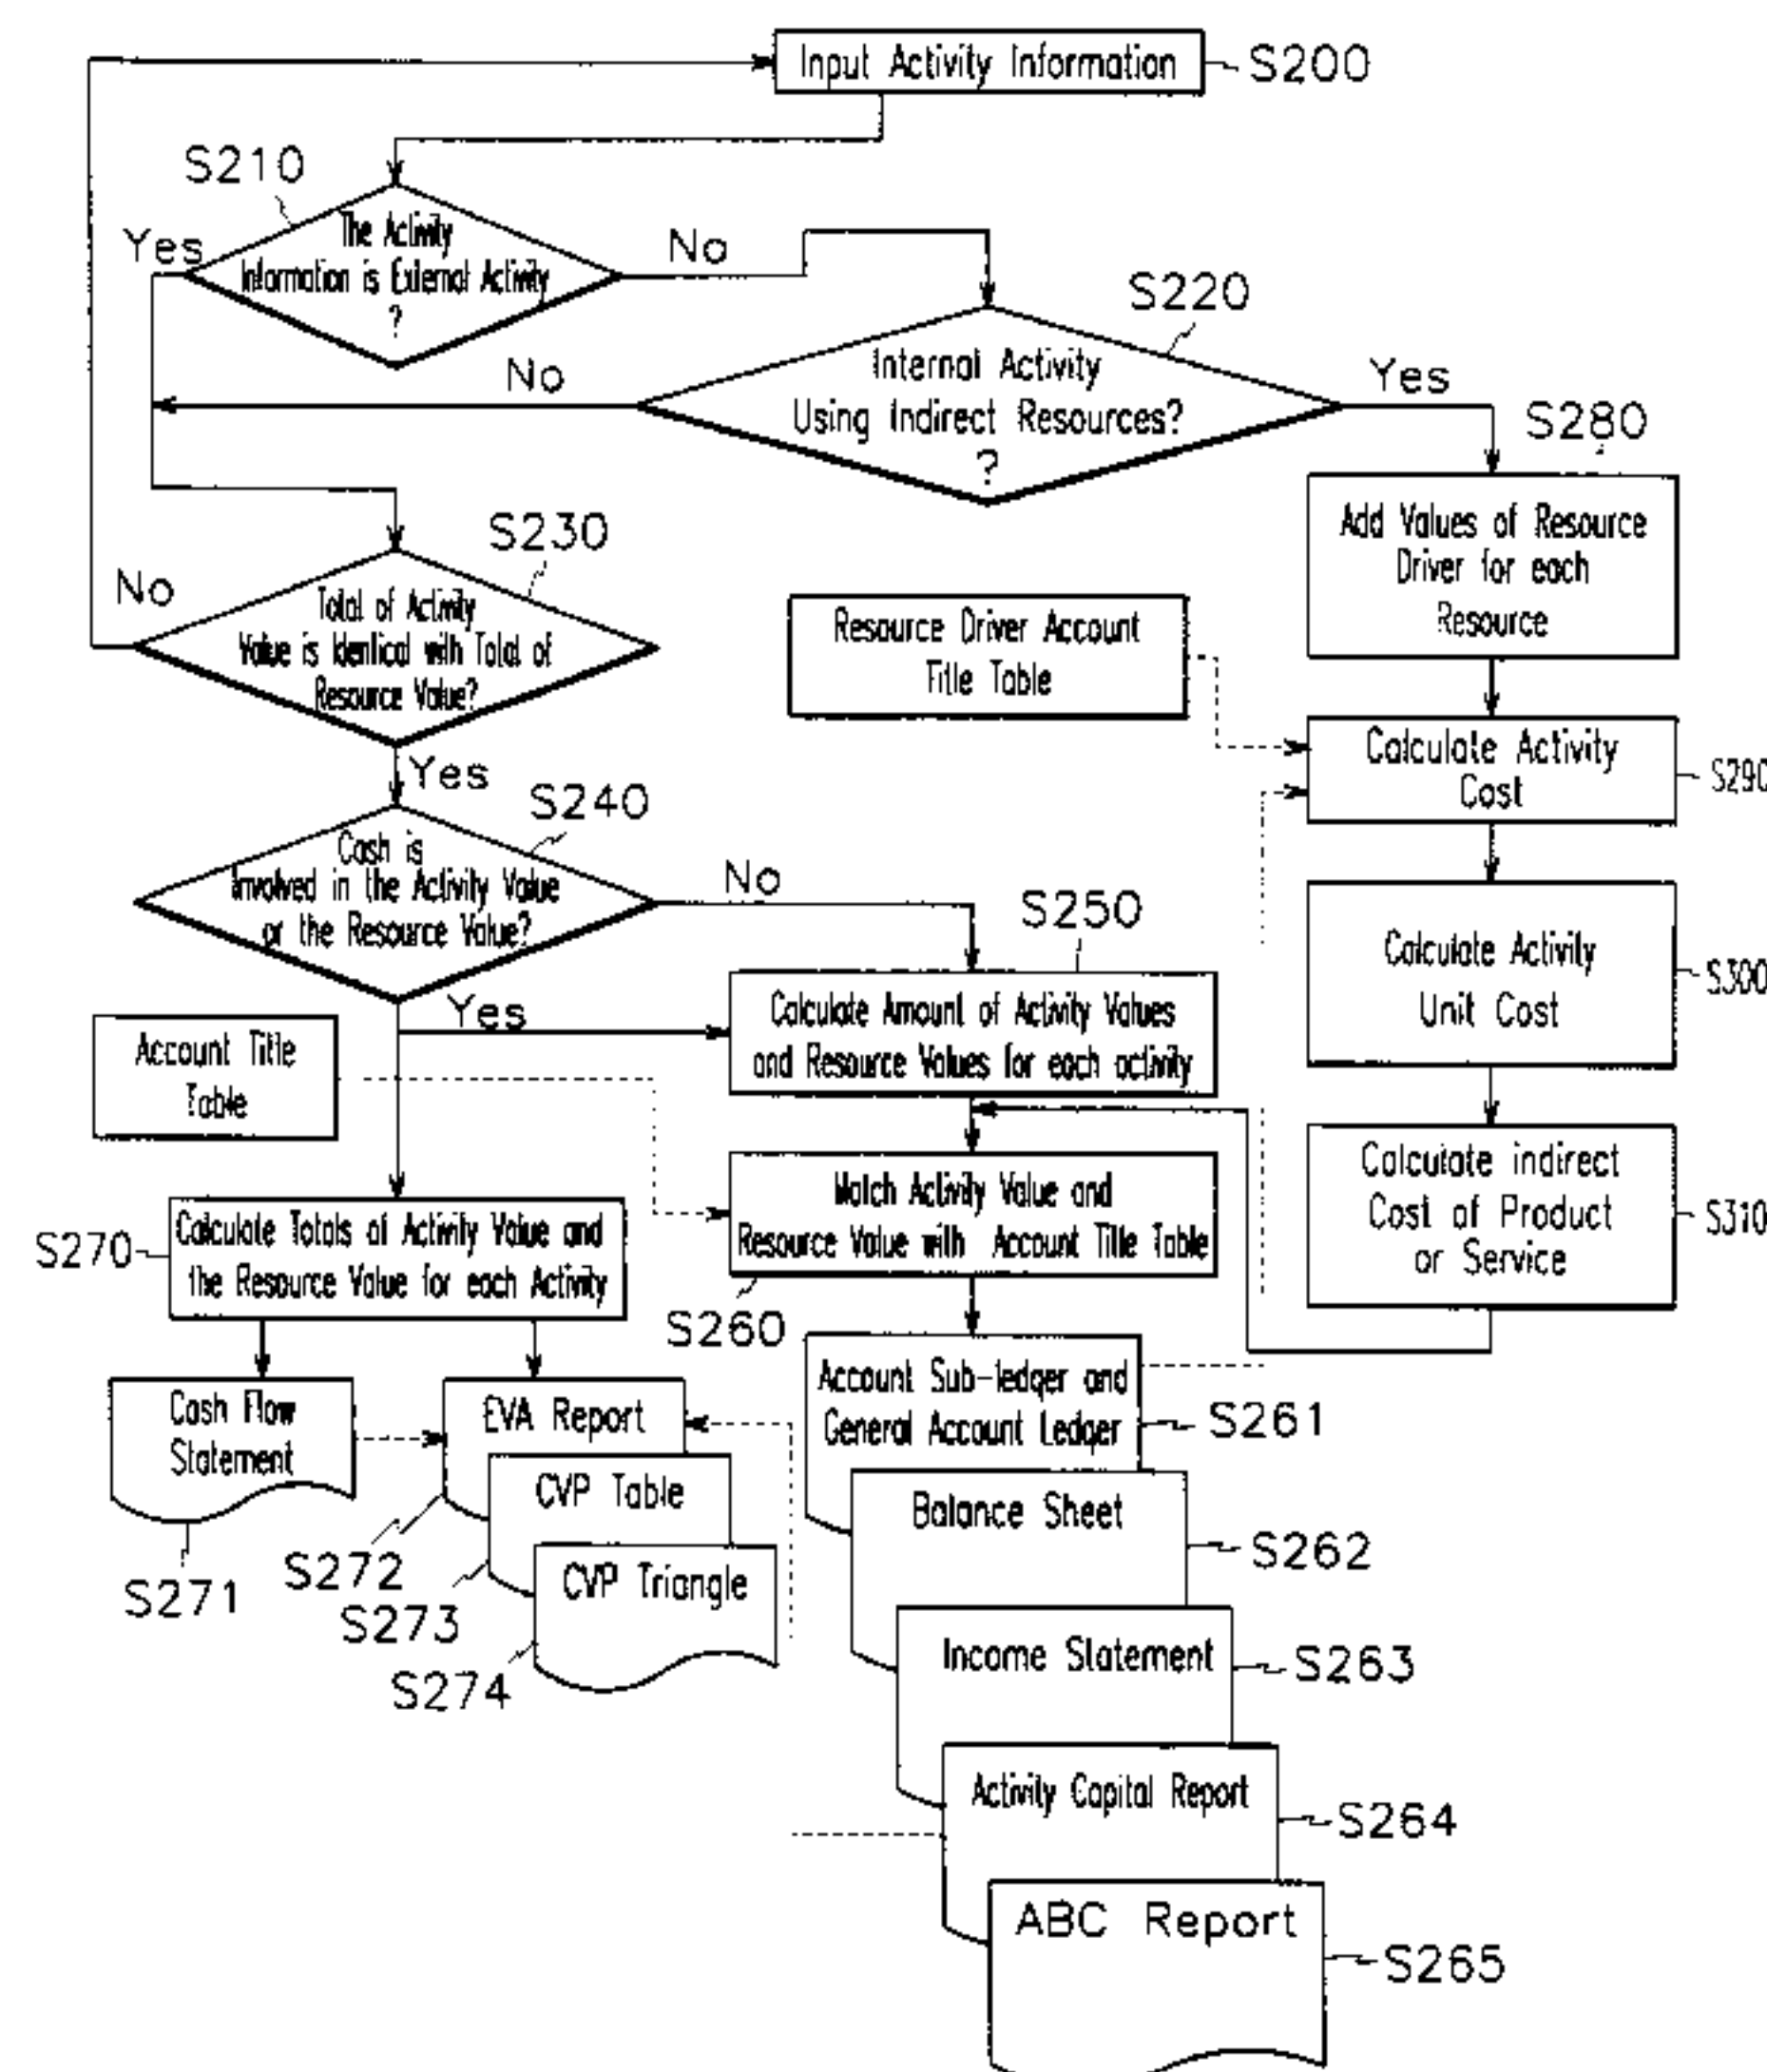 Input Activity Information
S200
S210
The Activity
Information is External Activity
?
Yes
No
S220
Internal Activity
Using Indirect Resources?
?
No
Yes
S280
Add Values of Resource
Driver for each
Resource
S230
Total of Activity
Value is Identical with Total of
Resource Value?
No
Yes
Resource Driver Account
Title Table
Calculate Activity
Cost
S290
S240
Cash is
Involved in the Activity Value
or the Resource Value?
No
Yes
S250
Calculate Amount of Activity Values
and Resource Values for each activity
Calculate Activity
Unit Cost
S300
Account Title
Table
Match Activity Value and
Resource Value with Account Title Table
S260
Calculate indirect
Cost of Product
or Service
S310
S270
Calculate Totals of Activity Value and
the Resource Value for each Activity
Cash Flow
Statement
S271
EVA Report
S272
CVP Table
S273
CVP Triangle
S274
Account Sub-ledger and
General Account Ledger
S261
Balance Sheet
S262
Income Statement
S263
Activity Capital Report
S264
ABC Report
S265